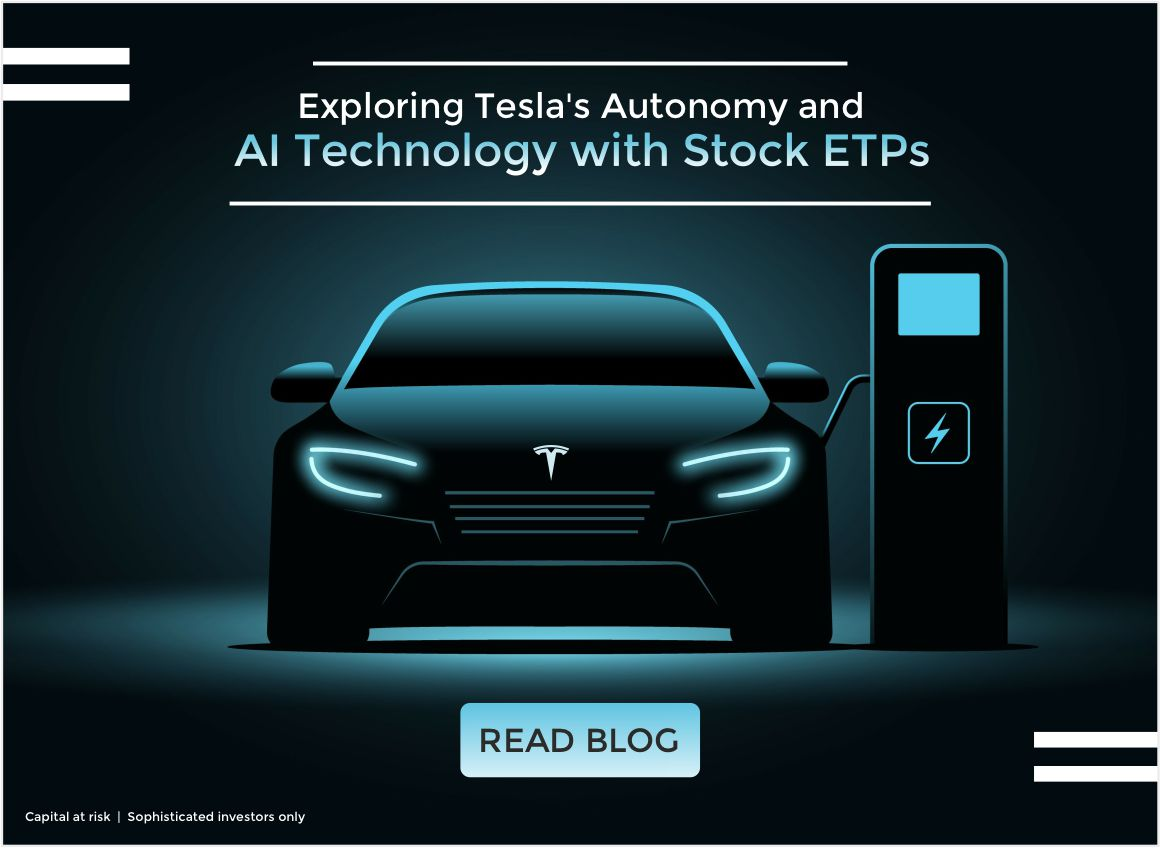 Exploring Tesla's Autonomy and
AI Technology with Stock ETPs
READ BLOG
Capital at risk | Sophisticated investors only